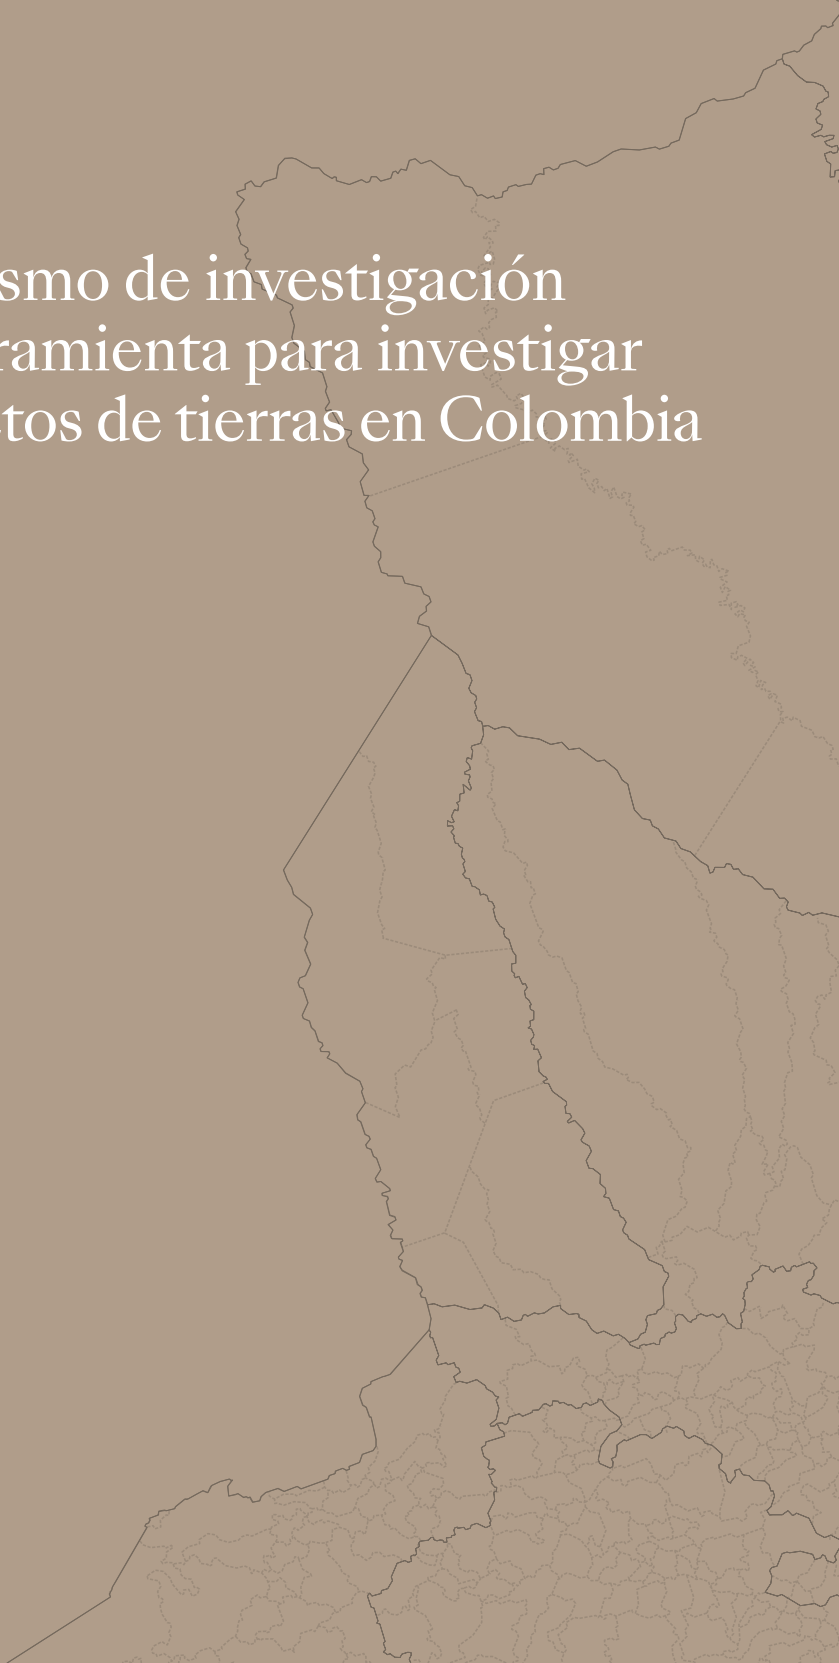 smo de investigación
ramienta para investigar
tos de tierras en Colombia